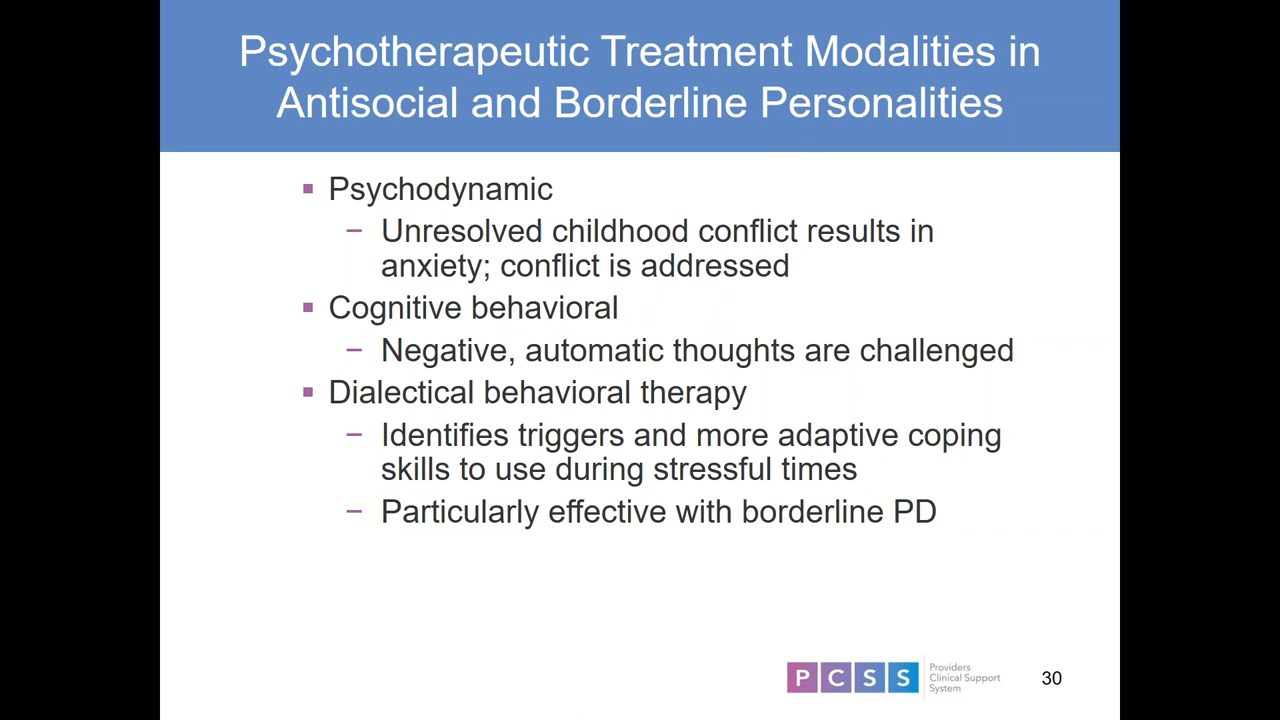 Psychotherapeutic Treatment Modalities in
Antisocial and Borderline Personalities
▪ Psychodynamic
– Unresolved childhood conflict results in
anxiety; conflict is addressed
▪ Cognitive behavioral
– Negative, automatic thoughts are challenged
▪ Dialectical behavioral therapy
– Identifies triggers and more adaptive coping
skills to use during stressful times
– Particularly effective with borderline PD
PCSS
Providers
Clinical Support
System
30